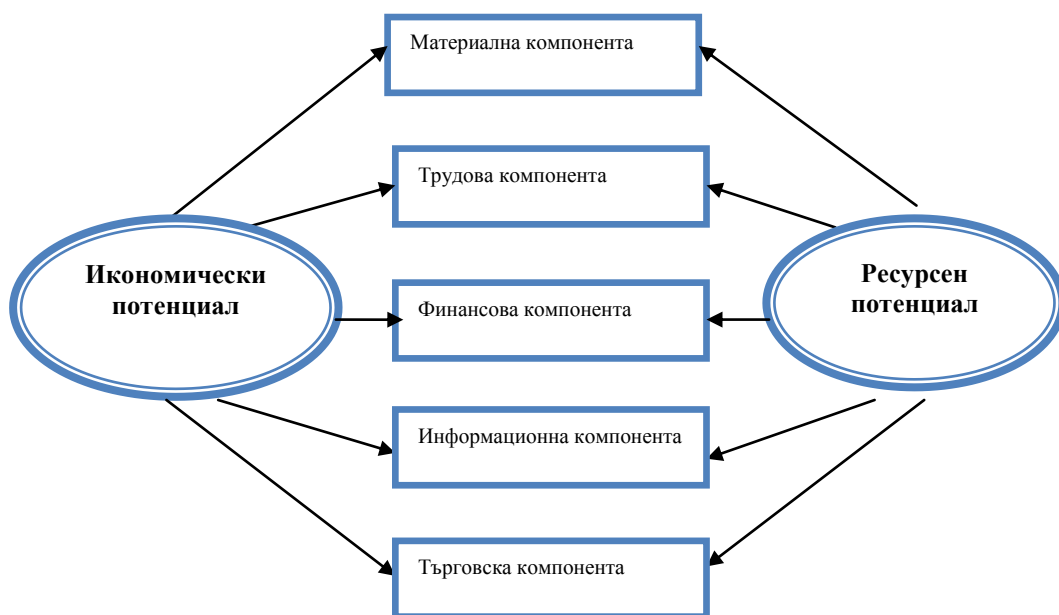 Материална компонента
Трудова компонента
Икономически
потенциал
Ресурсен
потенциал
Финансова компонента
Информационна компонента
Търговска компонента